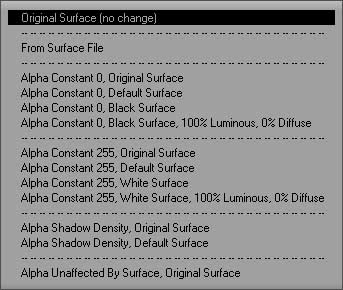 Original Surface (no change)
From Surface File
Alpha Constant 0, Original Surface
Alpha Constant 0, Default Surface
Alpha Constant 0, Black Surface
Alpha Constant 0, Black Surface, 100% Luminous, 0% Diffuse
Alpha Constant 255, Original Surface
Alpha Constant 255, Default Surface
Alpha Constant 255, White Surface
Alpha Constant 255, White Surface, 100% Luminous, 0% Diffuse
Alpha Shadow Density, Original Surface
Alpha Shadow Density, Default Surface
Alpha Unaffected By Surface, Original Surface